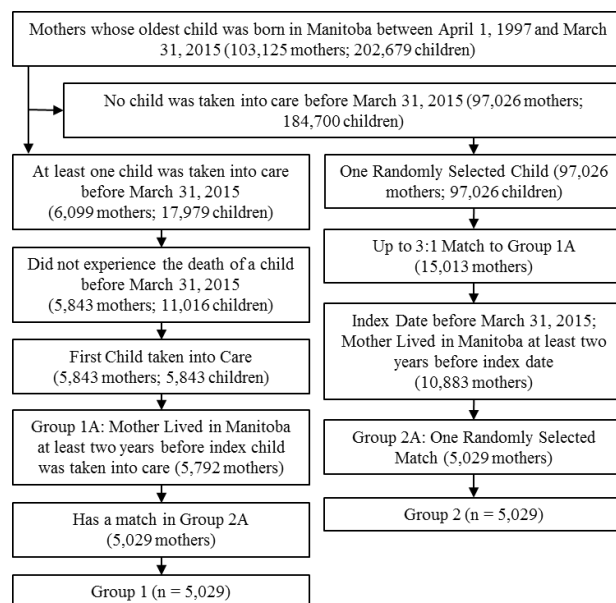 Mothers whose oldest child was born in Manitoba between April 1, 1997 and March
31, 2015 (103,125 mothers; 202,679 children)
No child was taken into care before March 31, 2015 (97,026 mothers;
184,700 children)
At least one child was taken into care
before March 31, 2015
(6,099 mothers; 17,979 children)
Did not experience the death of a child
before March 31, 2015
(5,843 mothers; 11,016 children)
First Child taken into Care
(5,843 mothers; 5,843 children)
Group 1A: Mother Lived in Manitoba
at least two years before index child
was taken into care (5,792 mothers)
Has a match in Group 2A
(5,029 mothers)
Group 1 (n = 5,029)
One Randomly Selected Child (97,026
mothers; 97,026 children)
Up to 3:1 Match to Group 1A
(15,013 mothers)
Index Date before March 31, 2015;
Mother Lived in Manitoba at least two
years before index date
(10,883 mothers)
Group 2A: One Randomly Selected
Match (5,029 mothers)
Group 2 (n = 5,029)